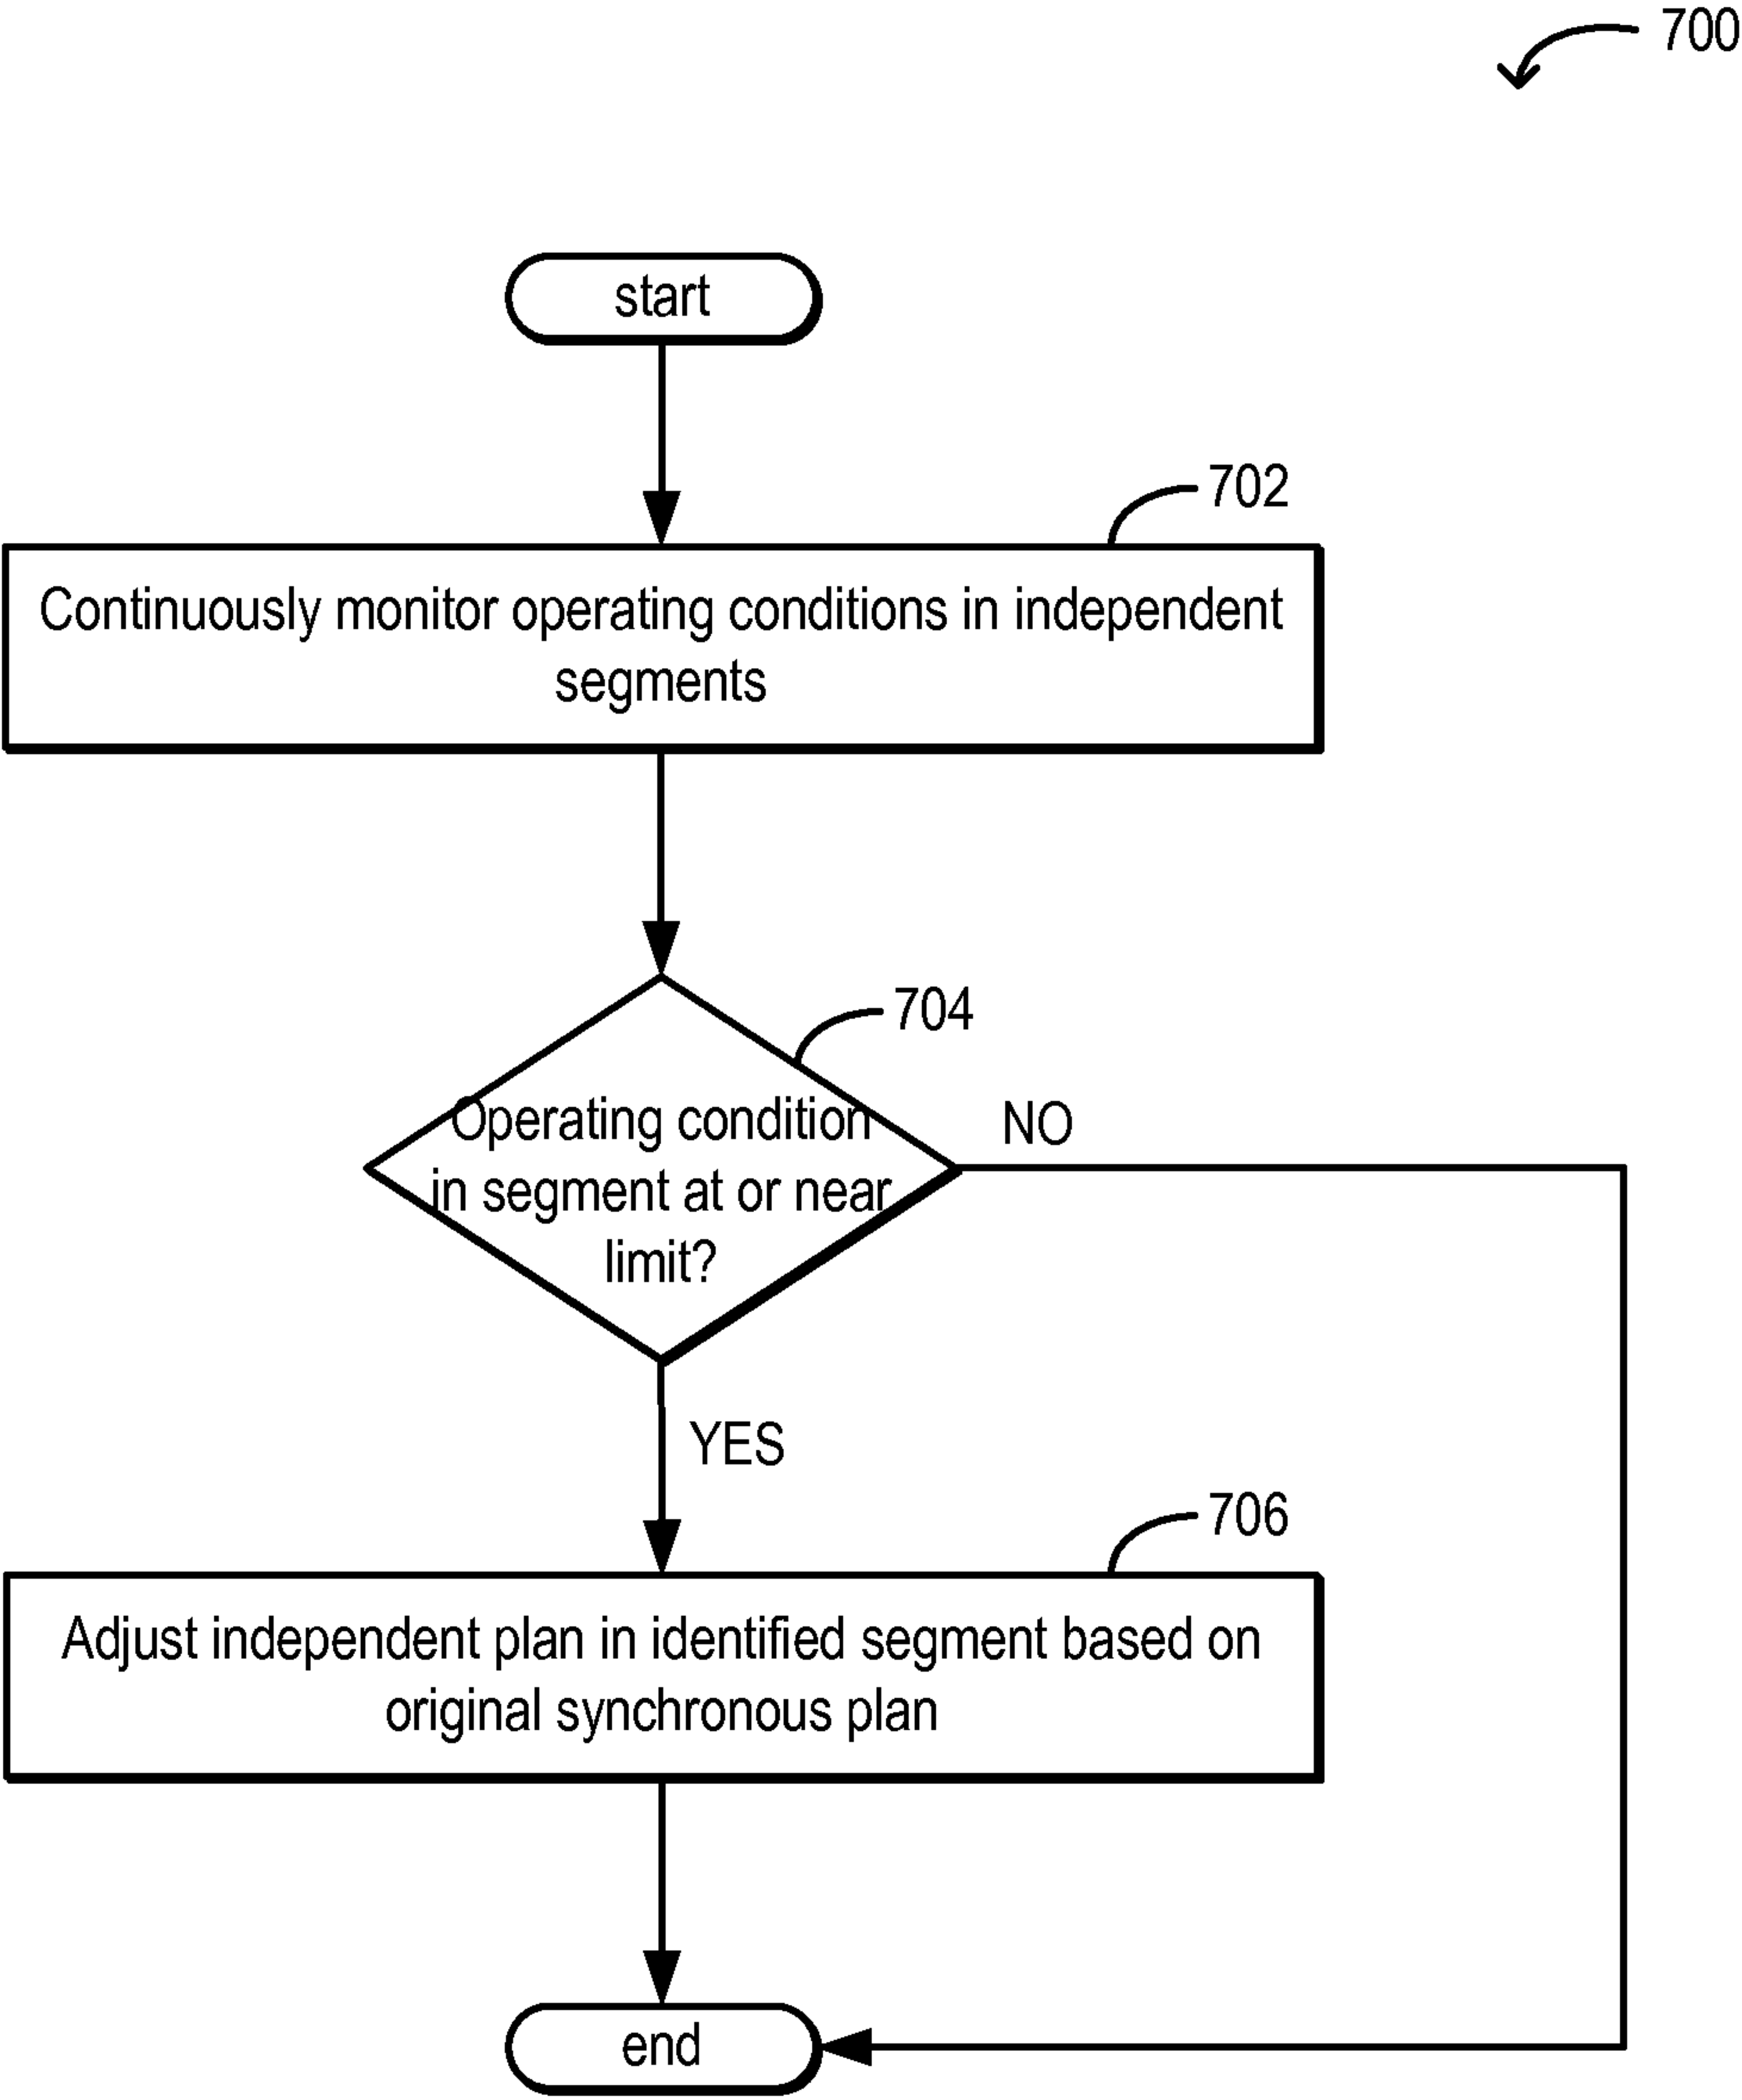 700
start
702
Continuously monitor operating conditions in independent
segments
704
Operating condition
in segment at or near
limit?
NO
YES
706
Adjust independent plan in identified segment based on
original synchronous plan
end